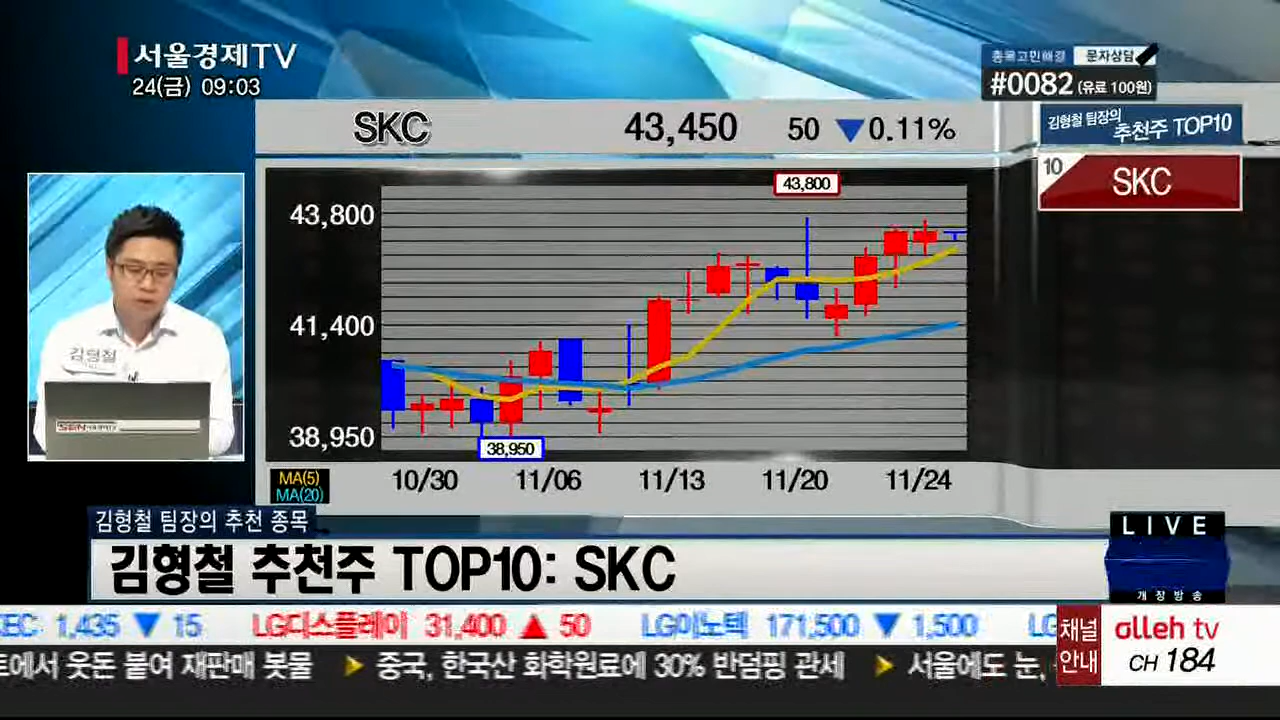 서울경제TV
24(금) 09:03
종목고민해결 문자상담
#0082 (유료 100원)
SKC 43,450 50 ▼0.11%
김형철 팀장의
추천주 TOP10
10 SKC
43,800
43,800
41,400
38,950
38,950
10/30 11/06 11/13 11/20 11/24
MA(5)
MA(20)
김형철
SEN
김형철 팀장의 추천 종목
김형철 추천주 TOP10: SKC
LIVE
개장방송
1,435 ▼ 15 LG디스플레이 31,400 ▲ 50 LG이노텍 171,500 ▼ 1,500
트에서 웃돈 붙여 재판매 봇물 ➤ 중국, 한국산 화학원료에 30% 반덤핑 관세 ➤ 서울에도 눈,
채널
안내
olleh tv
CH 184